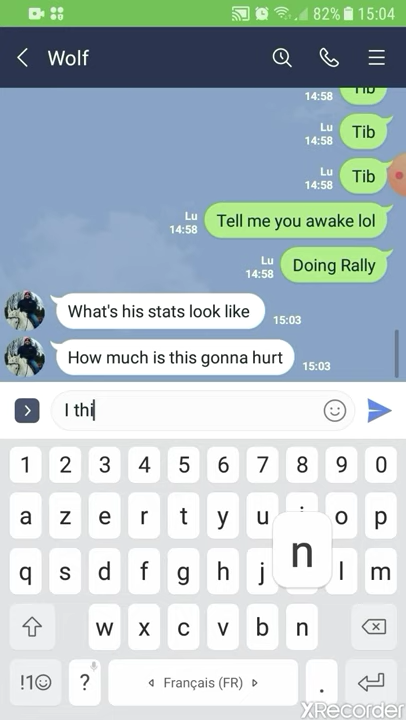 82% 15:04
Wolf
Tib
14:58
Lu
14:58
Tib
Lu
14:58
Tib
Lu
14:58
Tell me you awake lol
Lu
14:58
Doing Rally
What's his stats look like
15:03
How much is this gonna hurt
15:03
I thi
1 2 3 4 5 6 7 8 9 0
a z e r t y u i o p
n
q s d f g h j l m
w x c v b n
!1☺ ? Français (FR) .
XRecorder